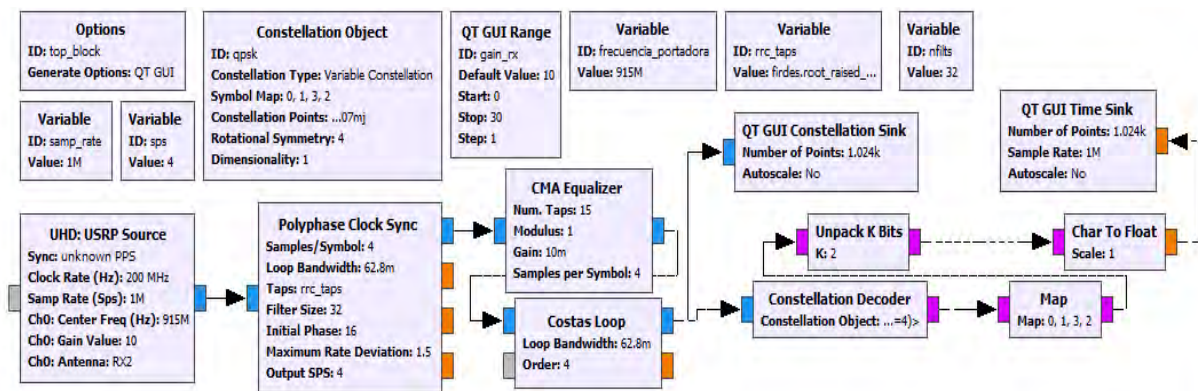 Options
ID: top_block
Generate Options: QT GUI
Constellation Object
ID: qpsk
Constellation Type: Variable Constellation
Symbol Map: 0, 1, 3, 2
Constellation Points: ...07mj
Rotational Symmetry: 4
Dimensionality: 1
QT GUI Range
ID: gain_rx
Default Value: 10
Start: 0
Stop: 30
Step: 1
Variable
ID: frecuencia_portadora
Value: 915M
Variable
ID: rrc_taps
Value: firdes.root_raised_...
Variable
ID: nfilts
Value: 32
Variable
ID: samp_rate
Value: 1M
Variable
ID: sps
Value: 4
QT GUI Constellation Sink
Number of Points: 1.024k
Autoscale: No
QT GUI Time Sink
Number of Points: 1.024k
Sample Rate: 1M
Autoscale: No
UHD: USRP Source
Sync: unknown PPS
Clock Rate (Hz): 200 MHz
Samp Rate (Sps): 1M
Ch0: Center Freq (Hz): 915M
Ch0: Gain Value: 10
Ch0: Antenna: RX2
Polyphase Clock Sync
Samples/Symbol: 4
Loop Bandwidth: 62.8m
Taps: rrc_taps
Filter Size: 32
Initial Phase: 16
Maximum Rate Deviation: 1.5
Output SPS: 4
CMA Equalizer
Num. Taps: 15
Modulus: 1
Gain: 10m
Samples per Symbol: 4
Costas Loop
Loop Bandwidth: 62.8m
Order: 4
Unpack K Bits
K: 2
Char To Float
Scale: 1
Constellation Decoder
Constellation Object: ...=4)>
Map
Map: 0, 1, 3, 2